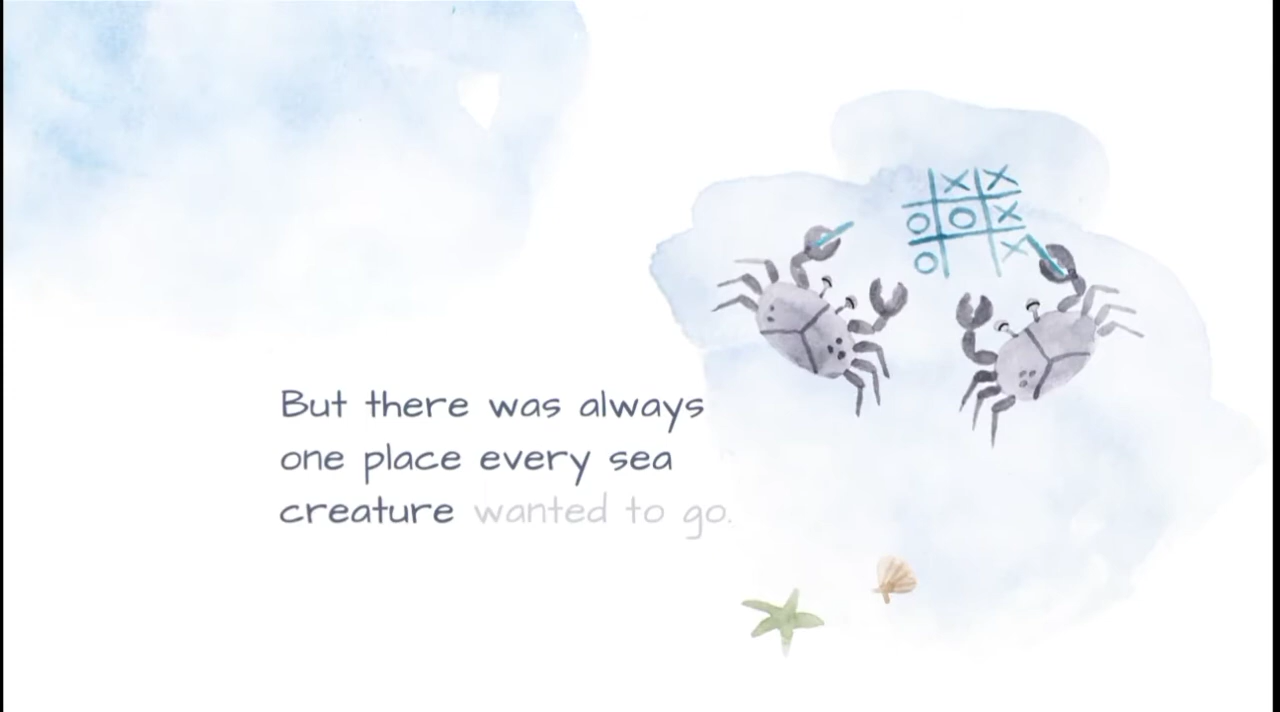 X X
O O X
O X
But there was always
one place every sea
creature wanted to go.